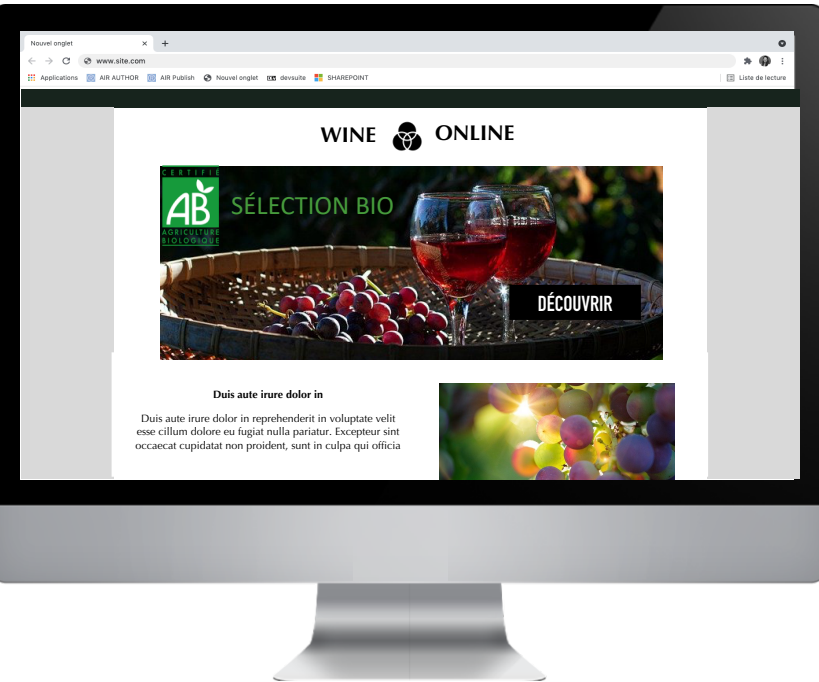 Nouvel onglet
www.site.com
Applications AIR AUTHOR AIR Publish Nouvel onglet devsuite SHAREPOINT Liste de lecture
WINE ONLINE
CERTIFIÉ
AB
AGRICULTURE
BIOLOGIQUE
SÉLECTION BIO
DÉCOUVRIR
Duis aute irure dolor in
Duis aute irure dolor in reprehenderit in voluptate velit
esse cillum dolore eu fugiat nulla pariatur. Excepteur sint
occaecat cupidatat non proident, sunt in culpa qui officia